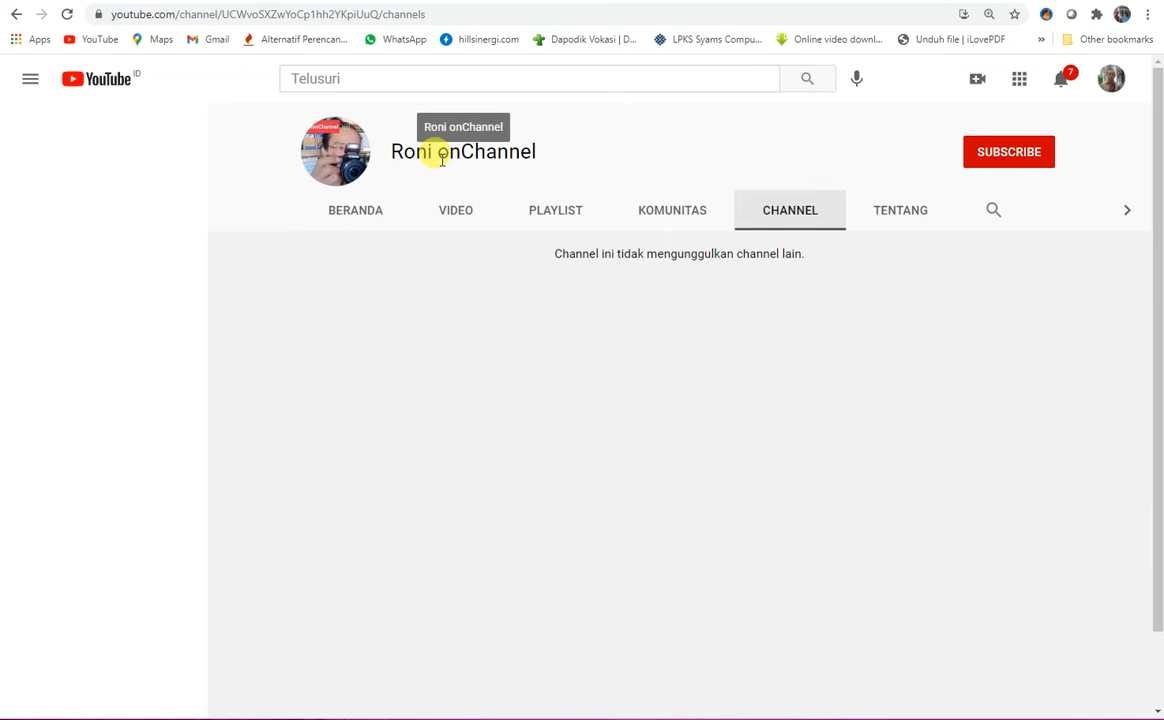 youtube.com/channel/UCWvoSXZwYoCp1hh2YKpiUuQ/channels
Apps YouTube Maps Gmail Alternatif Perencan... WhatsApp hillsinergi.com Dapodik Vokasi | D... LPKS Syams Compu... Online video downl... Unduh file | iLovePDF » Other bookmarks
YouTube ID Telusuri 7
onChannel
Roni onChannel
Roni onChannel SUBSCRIBE
BERANDA VIDEO PLAYLIST KOMUNITAS CHANNEL TENTANG
Channel ini tidak mengunggulkan channel lain.